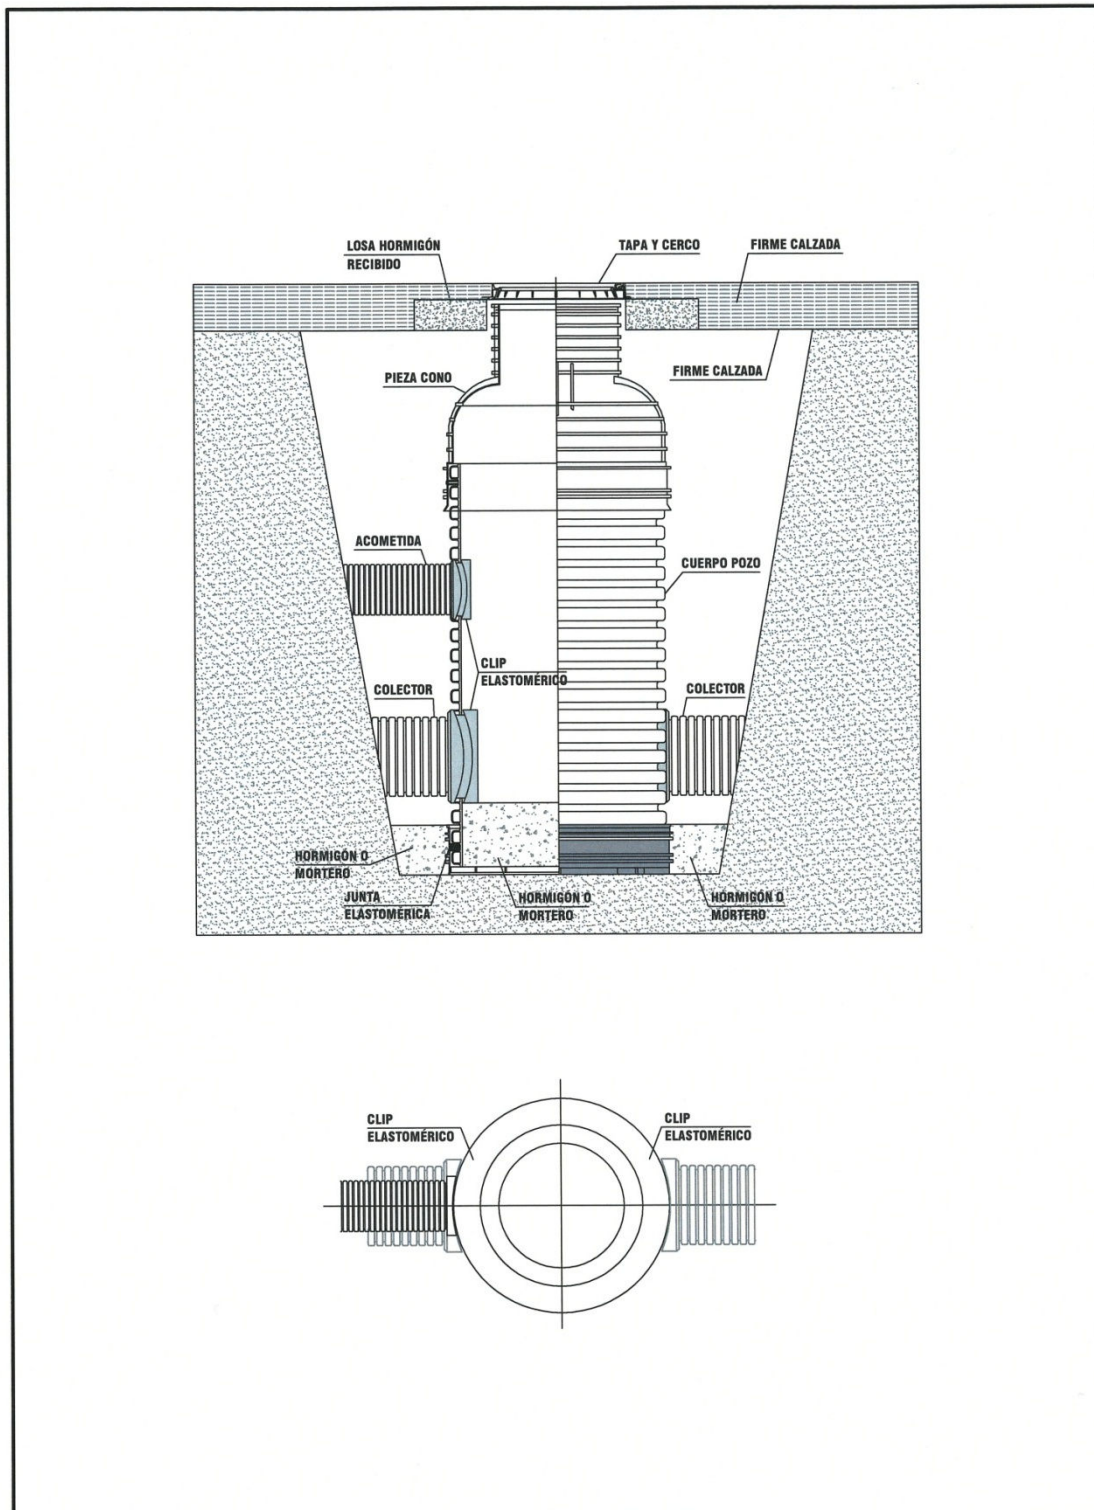 LOSA HORMIGÓN
RECIBIDO
TAPA Y CERCO
FIRME CALZADA
PIEZA CONO
FIRME CALZADA
ACOMETIDA
CUERPO POZO
CLIP
ELASTOMÉRICO
COLECTOR
COLECTOR
HORMIGÓN O
MORTERO
JUNTA
ELASTOMÉRICA
HORMIGÓN O
MORTERO
HORMIGÓN O
MORTERO
CLIP
ELASTOMÉRICO
CLIP
ELASTOMÉRICO